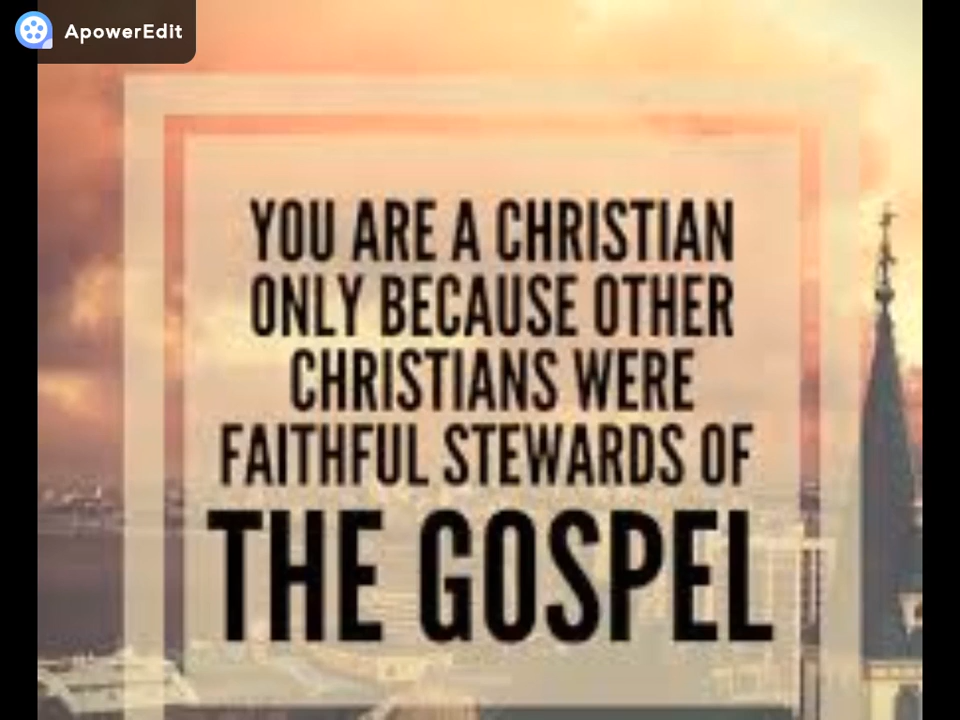 ApowerEdit
YOU ARE A CHRISTIAN
ONLY BECAUSE OTHER
CHRISTIANS WERE
FAITHFUL STEWARDS OF
THE GOSPEL